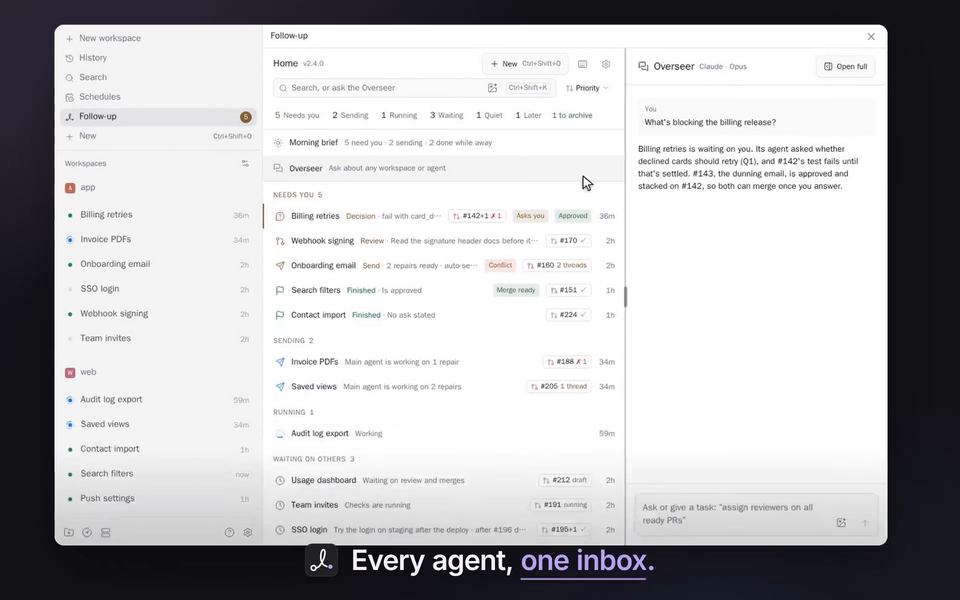 New workspace
History
Search
Schedules
Follow-up 5
New Ctrl+Shift+O
Workspaces
A app
Billing retries 36m
Invoice PDFs 34m
Onboarding email 2h
SSO login 2h
Webhook signing 2h
Team invites 2h
W web
Audit log export 59m
Saved views 34m
Contact import 1h
Search filters now
Push settings 1h
Follow-up
Home v2.4.0
New Ctrl+Shift+O
Search, or ask the Overseer Ctrl+Shift+K Priority
5 Needs you 2 Sending 1 Running 3 Waiting 1 Quiet 1 Later 1 to archive
Morning brief 5 need you · 2 sending · 2 done while away
Overseer Ask about any workspace or agent
NEEDS YOU 5
Billing retries Decision · fail with card_d··· #142+1 ✗ 1 Asks you Approved 36m
Webhook signing Review · Read the signature header docs before it··· #170 ✓ 2h
Onboarding email Send · 2 repairs ready · auto-se··· Conflict #160 2 threads 2h
Search filters Finished · Is approved Merge ready #151 ✓ 1h
Contact import Finished · No ask stated #224 ✓ 1h
SENDING 2
Invoice PDFs Main agent is working on 1 repair #188 ✗ 1 34m
Saved views Main agent is working on 2 repairs #205 1 thread 34m
RUNNING 1
Audit log export Working 59m
WAITING ON OTHERS 3
Usage dashboard Waiting on review and merges #212 draft 2h
Team invites Checks are running #191 running 2h
SSO login Try the login on staging after the deploy · after #196 d··· #195+1 ✓ 2h
Overseer Claude · Opus Open full
You
What's blocking the billing release?
Billing retries is waiting on you. Its agent asked whether
declined cards should retry (Q1), and #142's test fails until
that's settled. #143, the dunning email, is approved and
stacked on #142, so both can merge once you answer.
Ask or give a task: "assign reviewers on all
ready PRs"
Every agent, one inbox.